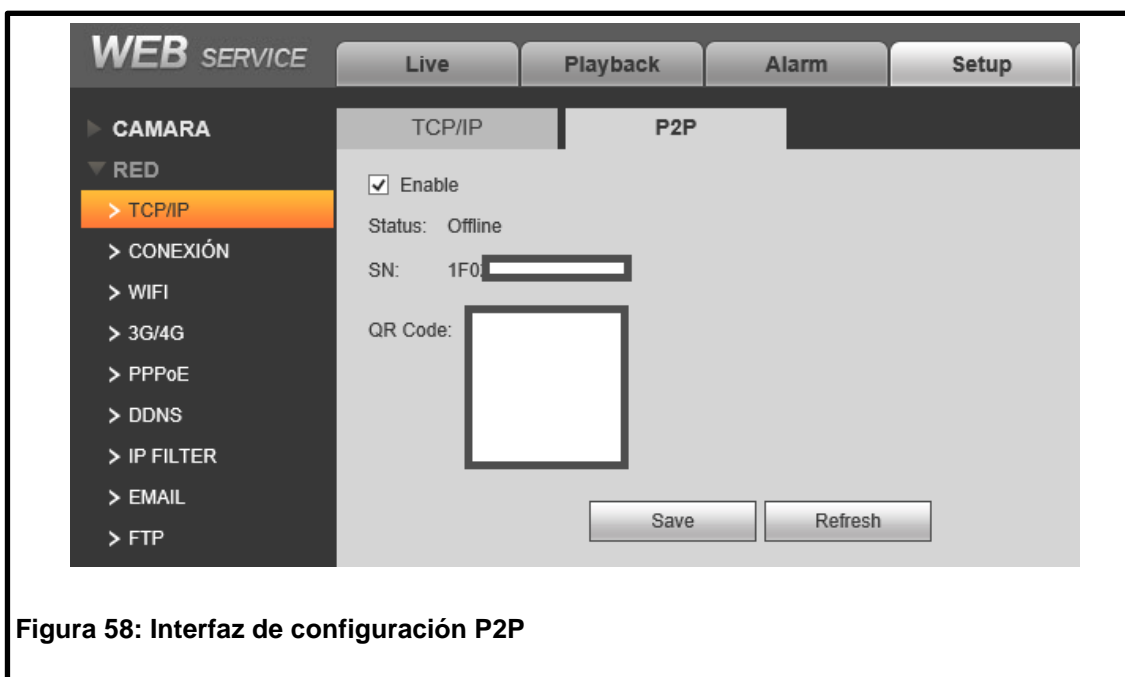 WEB SERVICE
Live Playback Alarm Setup
CAMARA
TCP/IP P2P
RED
Enable
> TCP/IP
Status: Offline
> CONEXIÓN
SN: 1F0
> WIFI
> 3G/4G
QR Code:
> PPPoE
> DDNS
> IP FILTER
> EMAIL
Save Refresh
> FTP
Figura 58: Interfaz de configuración P2P